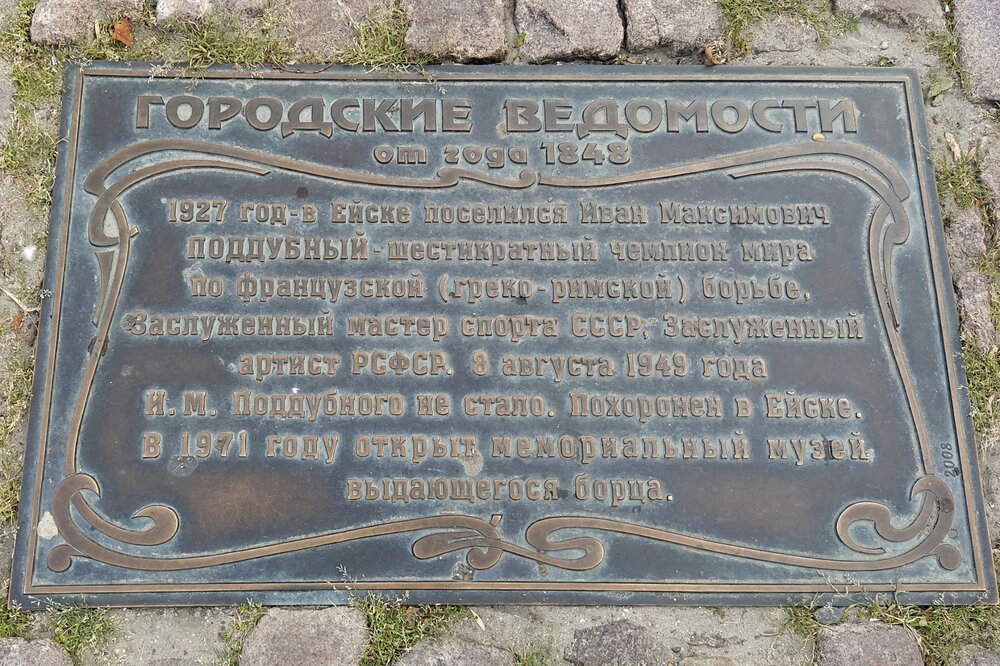 ГОРОДСКИЕ ВЕДОМОСТИ
от года 1848
1927 год-в Ейске поселился Иван Максимович
ПОДДУБНЫЙ-шестикратный чемпион мира
по французской (греко-римской) борьбе,
Заслуженный мастер спорта СССР, Заслуженный
артист РСФСР. 8 августа 1949 года
И.М. Поддубного не стало. Похоронен в Ейске.
В 1971 году открыт мемориальный музей
выдающегося борца.
2008